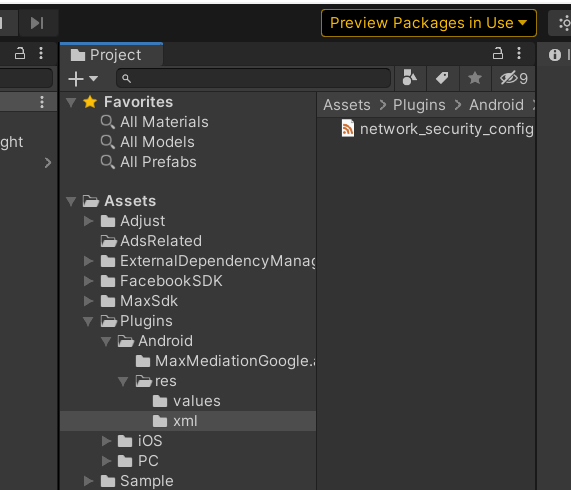 Preview Packages in Use
Project
9
Favorites
Assets > Plugins > Android >
All Materials
network_security_config
All Models
ght
All Prefabs
Assets
Adjust
AdsRelated
ExternalDependencyManag
FacebookSDK
MaxSdk
Plugins
Android
MaxMediationGoogle.a
res
values
xml
iOS
PC
Sample